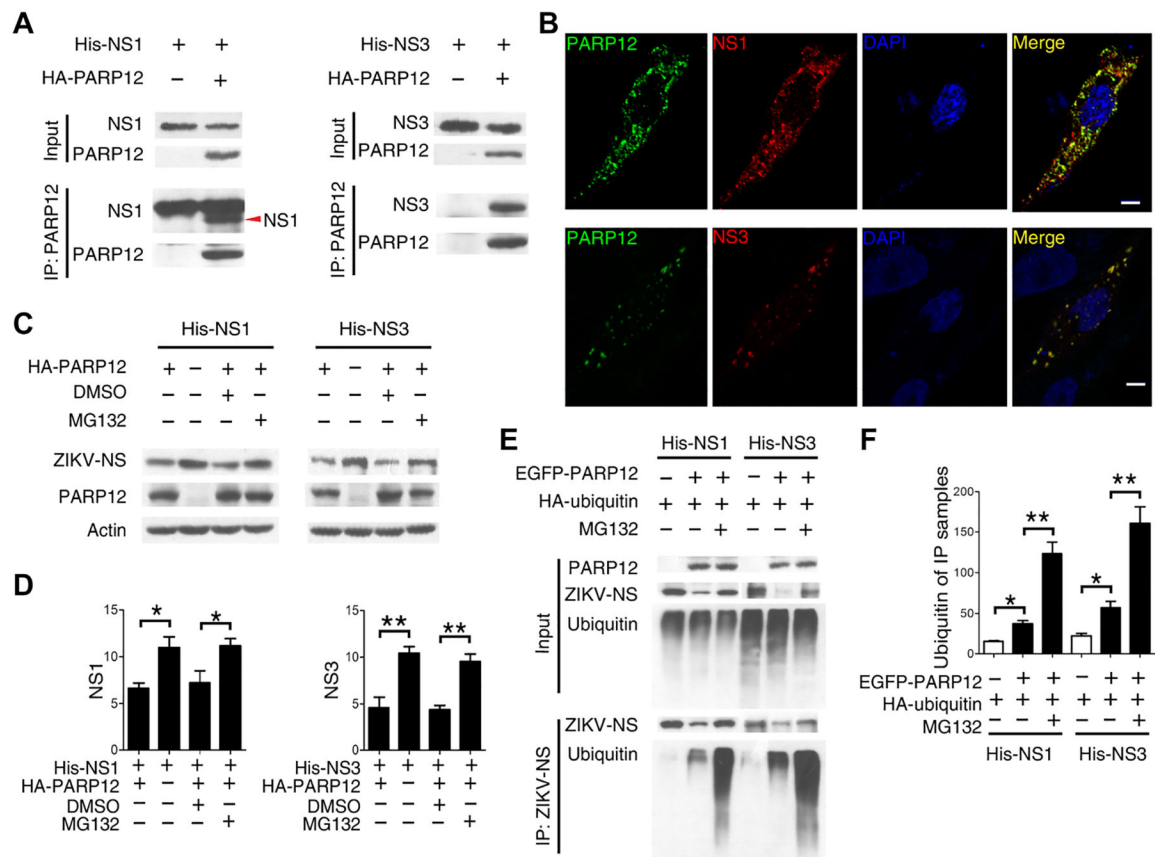 A
His-NS1 + +
HA-PARP12 − +
Input
NS1
PARP12
IP: PARP12
NS1
NS1
PARP12
His-NS3 + +
HA-PARP12 − +
Input
NS3
PARP12
IP: PARP12
NS3
PARP12
B
PARP12 NS1 DAPI Merge
PARP12 NS3 DAPI Merge
C
His-NS1 His-NS3
HA-PARP12 + − + + + − + +
DMSO − − + − − − + −
MG132 − − − + − − − +
ZIKV-NS
PARP12
Actin
D
NS1
15
10
5
0
* *
His-NS1 + + + +
HA-PARP12 + − + +
DMSO − − + −
MG132 − − − +
NS3
15
10
5
0
** **
His-NS3 + + + +
HA-PARP12 + − + +
DMSO − − + −
MG132 − − − +
E
His-NS1 His-NS3
EGFP-PARP12 − + + − + +
HA-ubiquitin + + + + + +
MG132 − − + − − +
Input
PARP12
ZIKV-NS
Ubiquitin
IP: ZIKV-NS
ZIKV-NS
Ubiquitin
F
Ubiquitin of IP samples
200
150
100
50
0
* ** * **
EGFP-PARP12 − + + − + +
HA-ubiquitin + + + + + +
MG132 − − + − − +
His-NS1 His-NS3